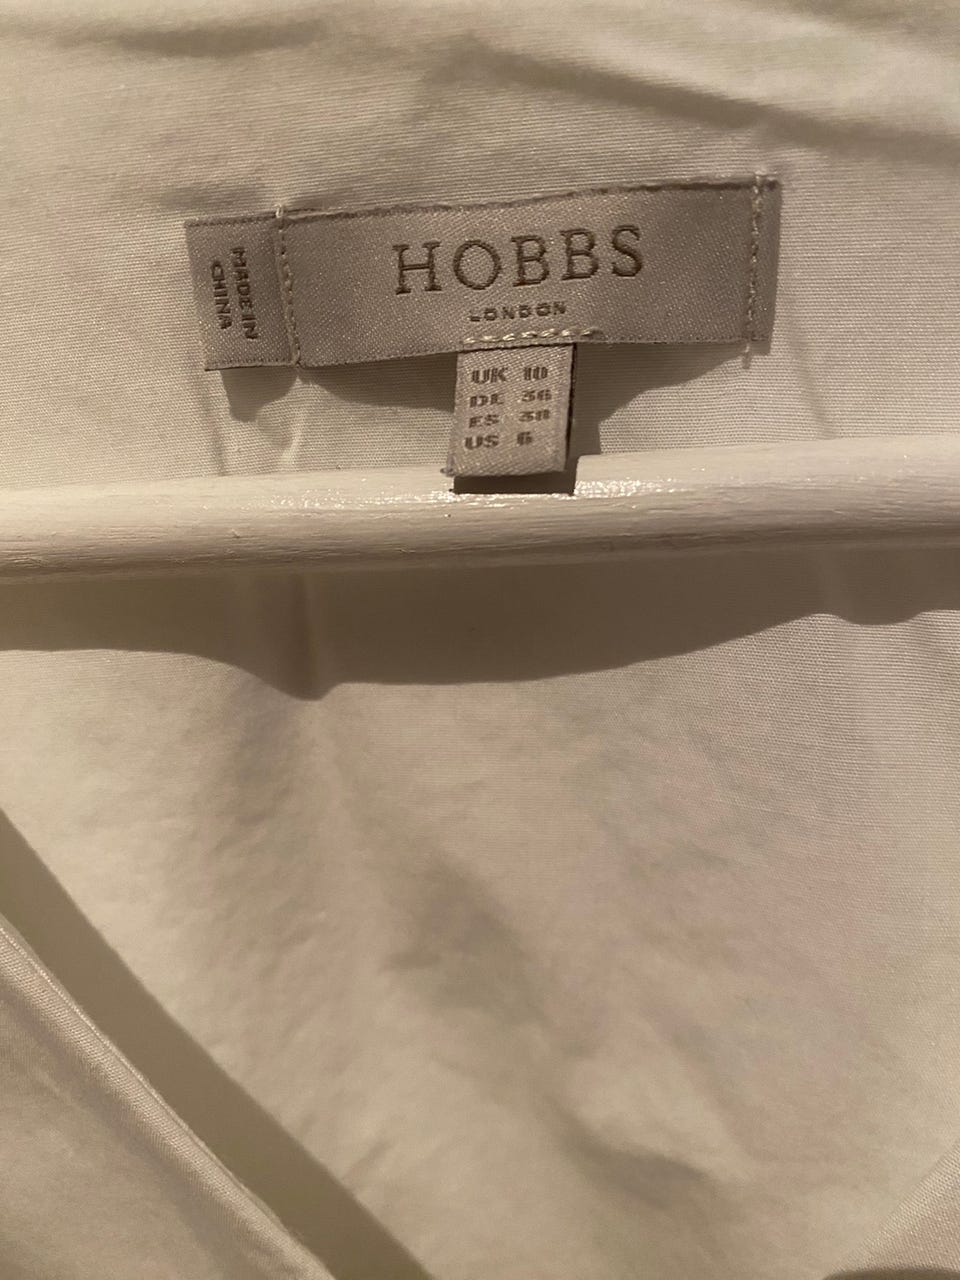 HOBBS
LONDON
MADE IN
CHINA
UK 10
DE 36
ES 38
US 6